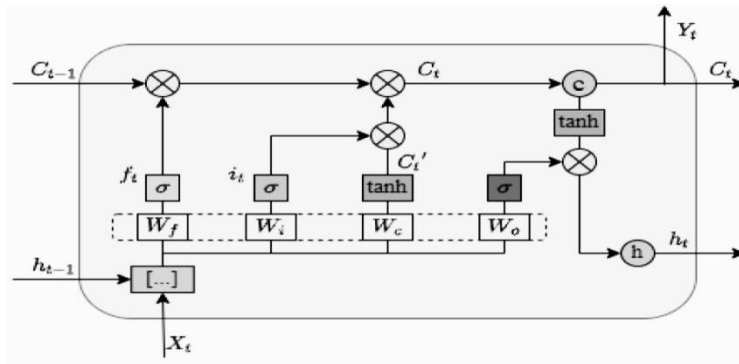 Y_t
C_{t-1} C_t c C_t
tanh
C_t'
f_t σ i_t σ tanh σ
W_f W_i W_c W_o
h_{t-1} [...] h h_t
X_t